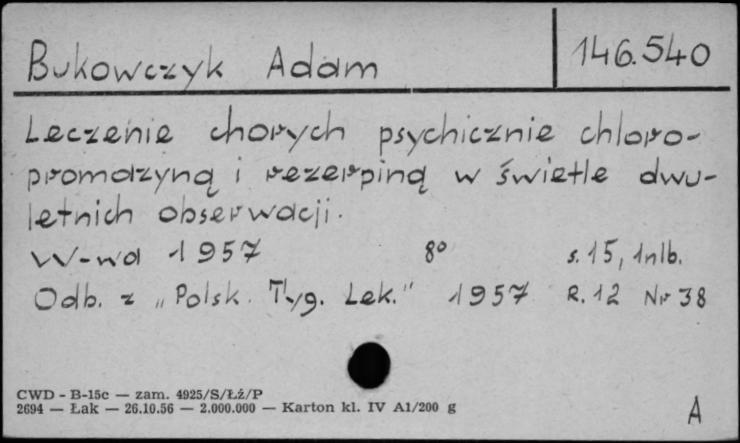 Bukowczyk Adam 146.540
Leczenie chorych psychicznie chloro-
promazyną i rezerpiną w świetle dwu-
letnich obserwacji.
W-wa 1957 8° s. 15, 1nlb.
Odb. z „Polsk. Tyg. Lek." 1957 R. 12 Nr 38
CWD - B-15c — zam. 4925/S/Łż/P
2694 — Łak — 26.10.56 — 2.000.000 — Karton kl. IV A1/200 g
A